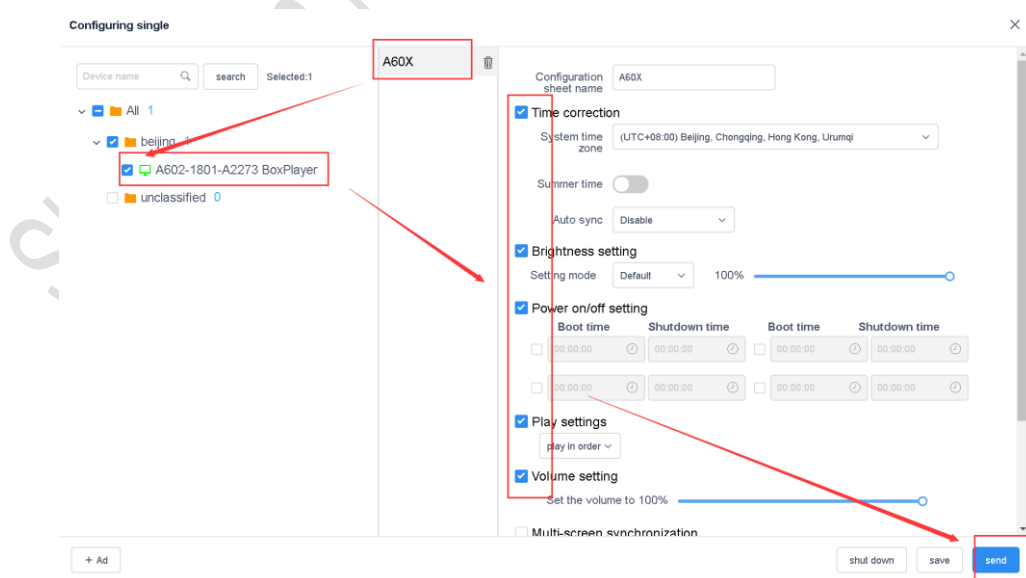 Configuring single
Device name
search
Selected:1
All 1
beijing 1
A602-1801-A2273 BoxPlayer
unclassified 0
A60X
Configuration sheet name
A60X
Time correction
System time zone
(UTC+08:00) Beijing, Chongqing, Hong Kong, Urumqi
Summer time
Auto sync
Disable
Brightness setting
Setting mode
Default
100%
Power on/off setting
Boot time Shutdown time Boot time Shutdown time
00:00:00 00:00:00 00:00:00 00:00:00
00:00:00 00:00:00 00:00:00 00:00:00
Play settings
play in order
Volume setting
Set the volume to 100%
Multi-screen synchronization
+ Ad
shut down
save
send